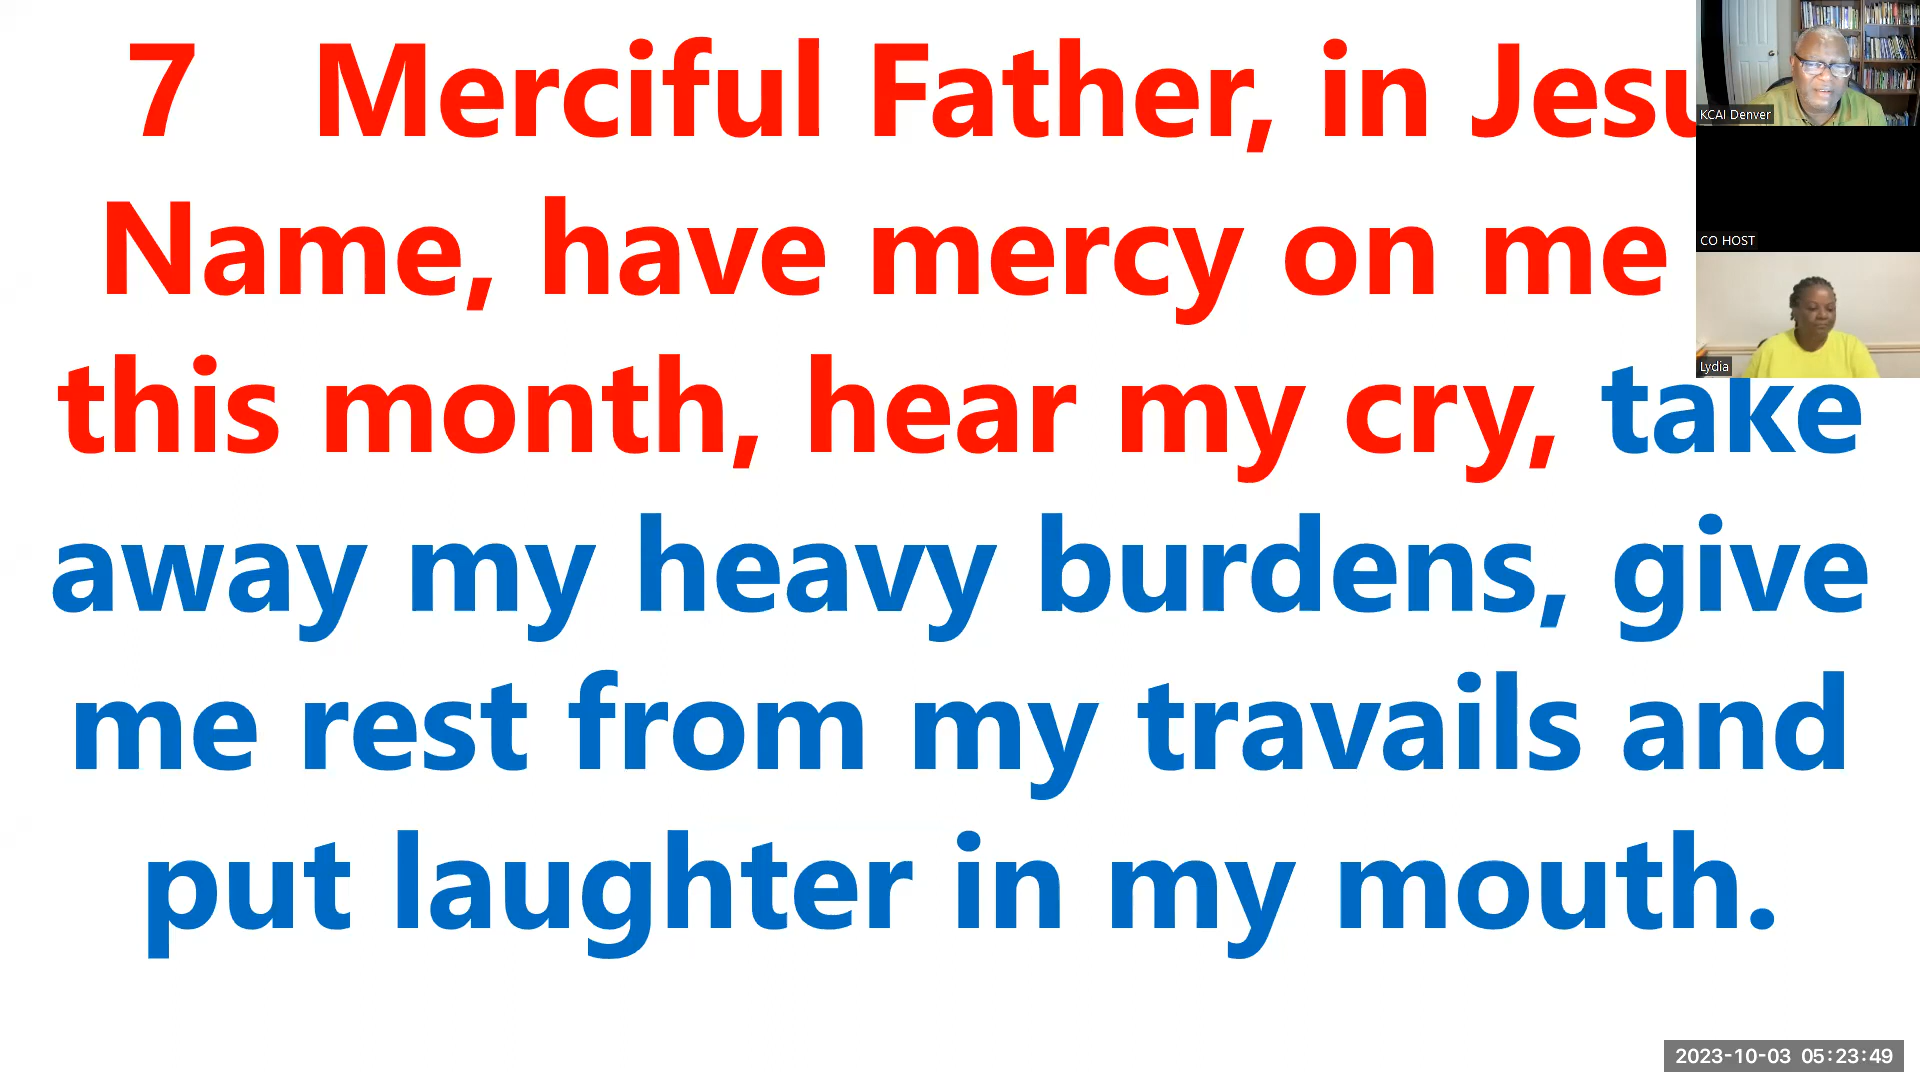 7 Merciful Father, in Jesu
Name, have mercy on me
this month, hear my cry, take
away my heavy burdens, give
me rest from my travails and
put laughter in my mouth.
KCAI Denver
CO HOST
Lydia
2023-10-03 05:23:49